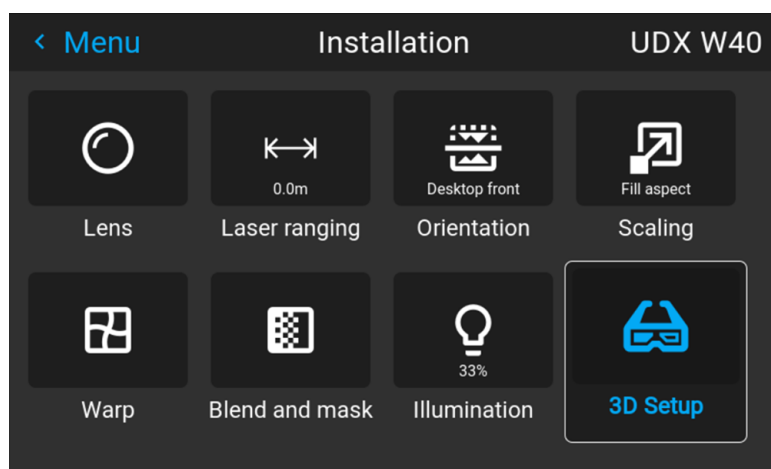 Menu Installation UDX W40
0.0m Desktop front Fill aspect
Lens Laser ranging Orientation Scaling
33%
Warp Blend and mask Illumination 3D Setup